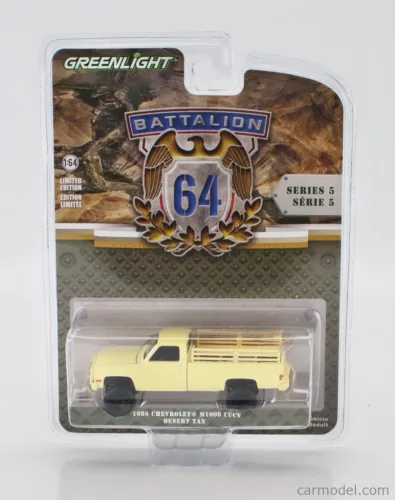 GREENLIGHT
BATTALION
64
1:64
LIMITED
EDITION
ÉDITION
LIMITÉE
SERIES 5
SÉRIE 5
1986 CHEVROLET® M1008 CUCV
DESERT TAN
carmodel.com